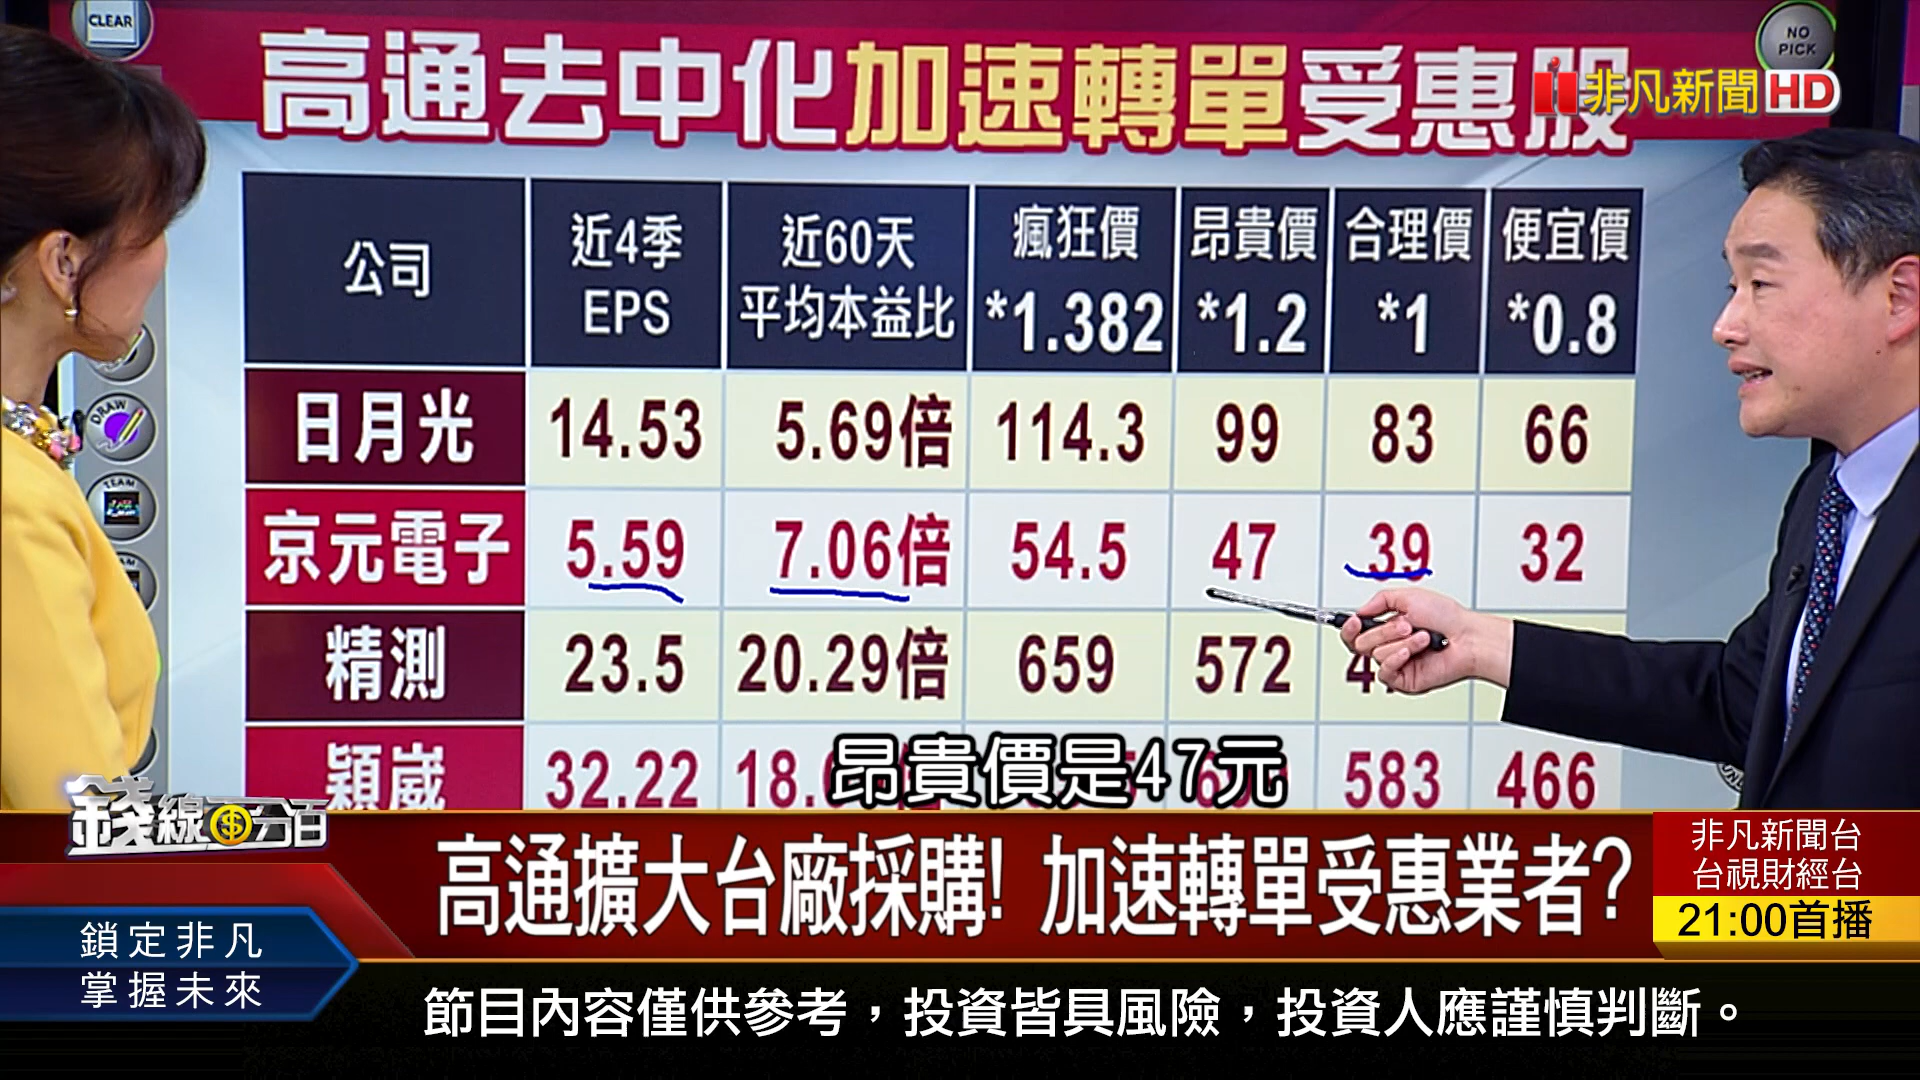 CLEAR
NO
PICK
高通去中化加速轉單受惠股
非凡新聞HD
公司
近4季
EPS
近60天
平均本益比
瘋狂價
*1.382
昂貴價
*1.2
合理價
*1
便宜價
*0.8
日月光 14.53 5.69倍 114.3 99 83 66
京元電子 5.59 7.06倍 54.5 47 39 32
精測 23.5 20.29倍 659 572
穎崴 32.22 583 466
DRAW
TEAM
昂貴價是47元
錢線百分百
高通擴大台廠採購! 加速轉單受惠業者?
非凡新聞台
台視財經台
21:00首播
鎖定非凡
掌握未來
節目內容僅供參考，投資皆具風險，投資人應謹慎判斷。